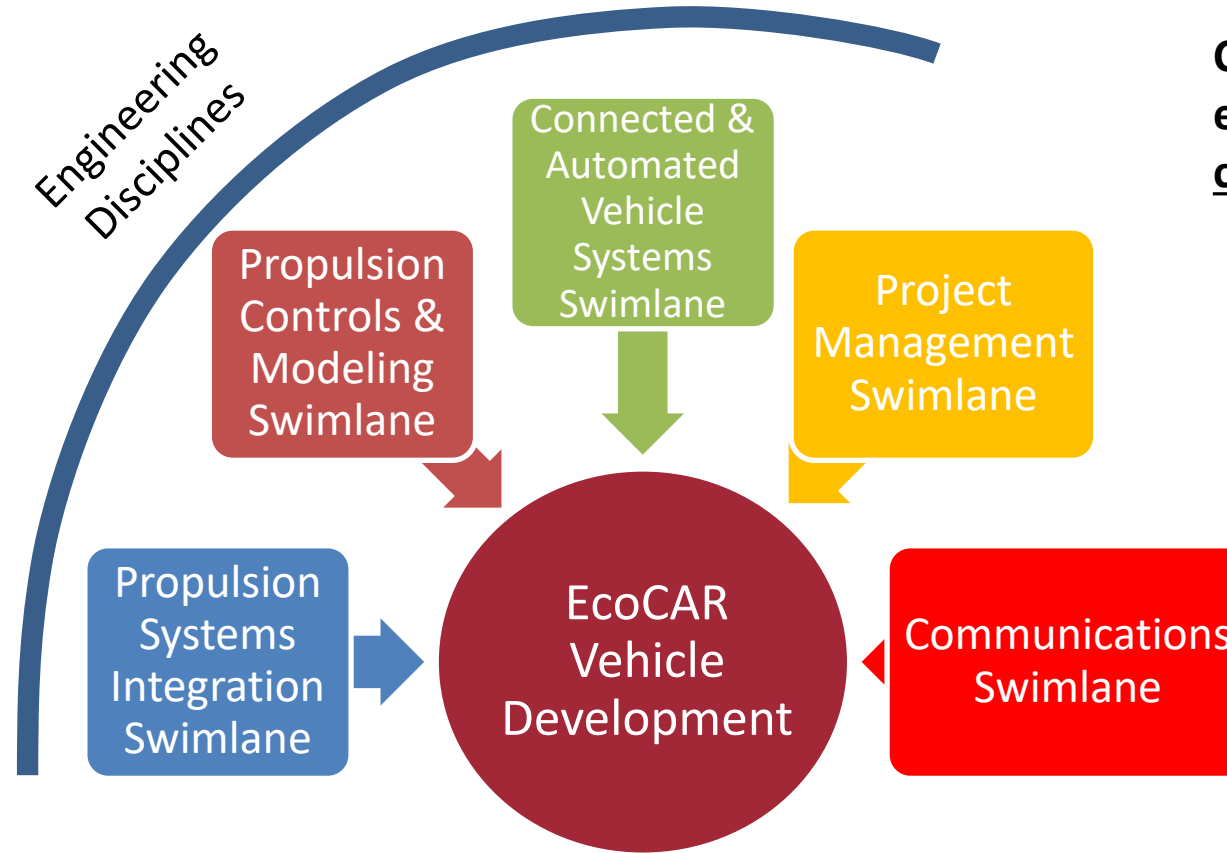 Engineering
Disciplines
Connected &
Automated
Vehicle
Systems
Swimlane
Propulsion
Controls &
Modeling
Swimlane
Project
Management
Swimlane
Propulsion
Systems
Integration
Swimlane
EcoCAR
Vehicle
Development
Communications
Swimlane